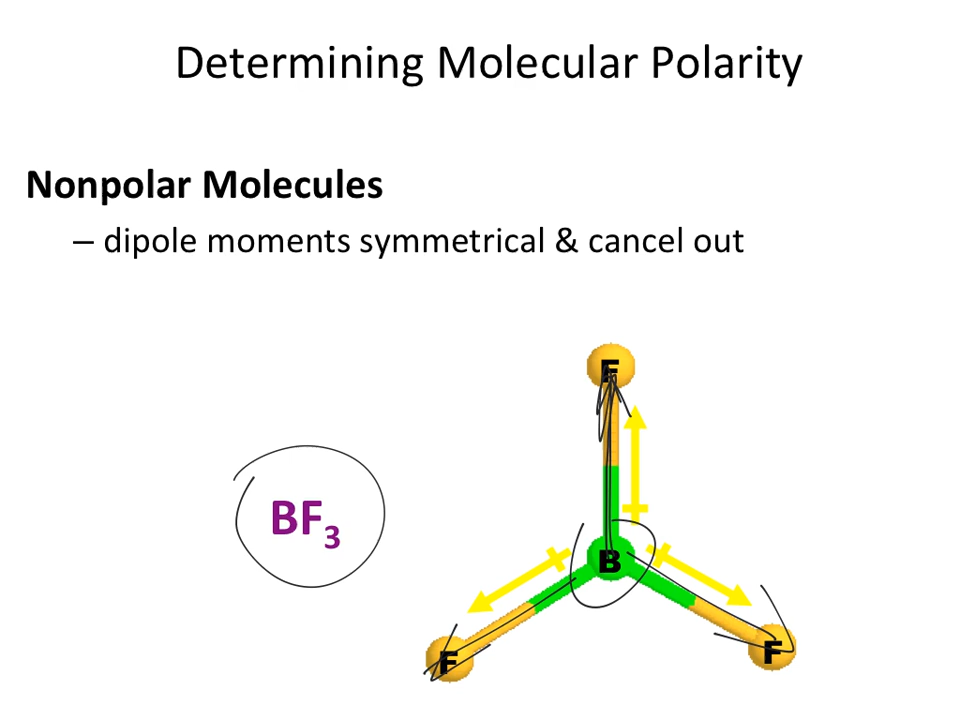 Determining Molecular Polarity
Nonpolar Molecules
– dipole moments symmetrical & cancel out
F
BF₃
B
F
F